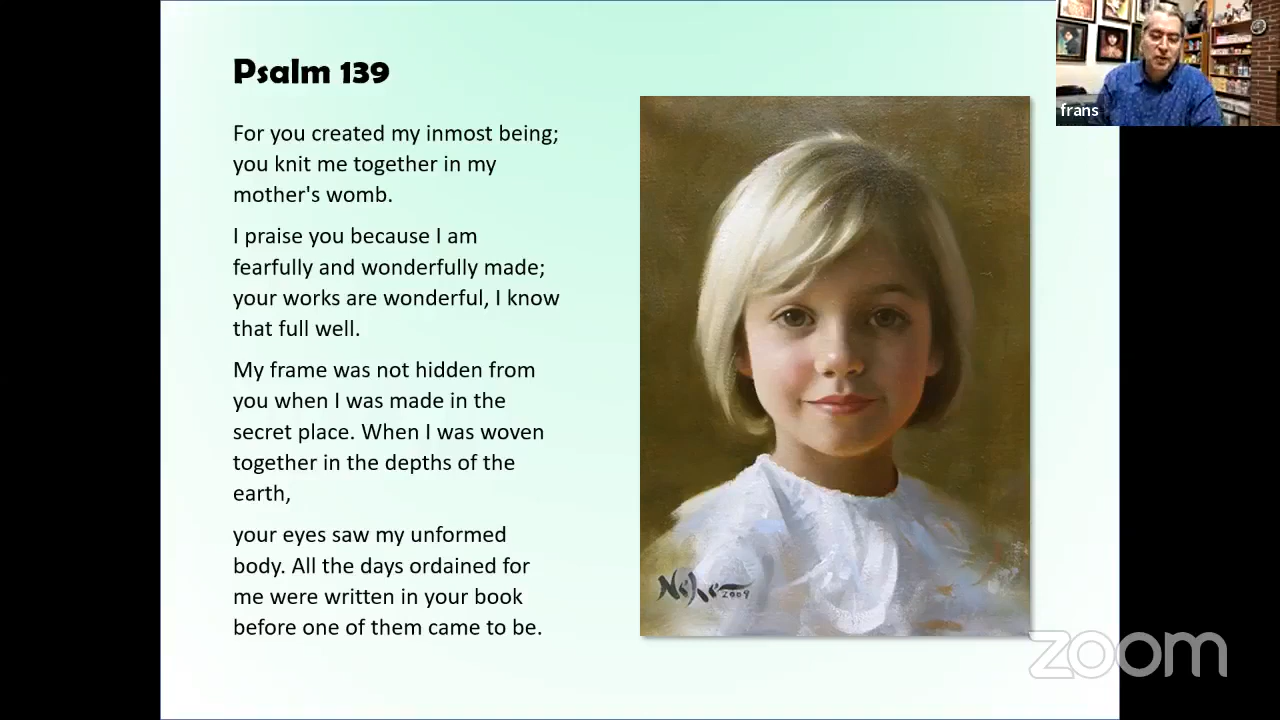 Psalm 139
For you created my inmost being;
you knit me together in my
mother's womb.
I praise you because I am
fearfully and wonderfully made;
your works are wonderful, I know
that full well.
My frame was not hidden from
you when I was made in the
secret place. When I was woven
together in the depths of the
earth,
your eyes saw my unformed
body. All the days ordained for
me were written in your book
before one of them came to be.
frans
2009
zoom